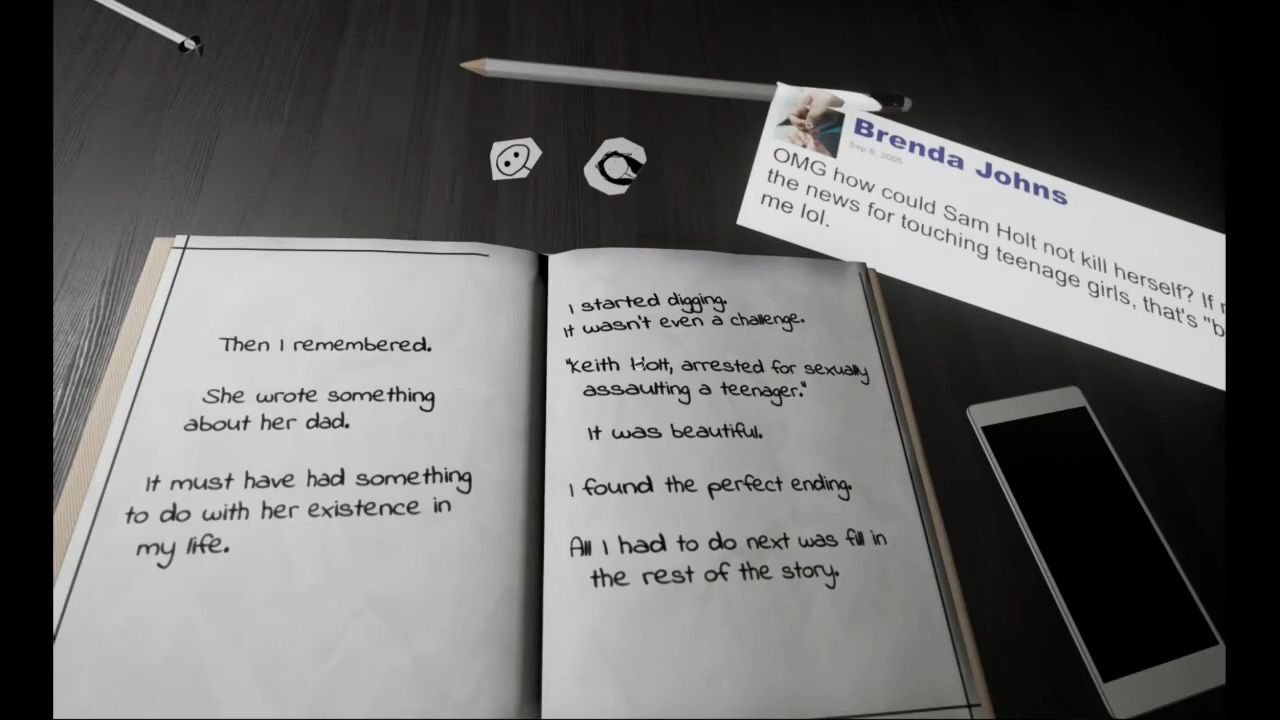 Brenda Johns
Sep 6, 2005
OMG how could Sam Holt not kill herself? If
the news for touching teenage girls, that's "b
me lol.
Then I remembered.
She wrote something
about her dad.
It must have had something
to do with her existence in
my life.
I started digging.
It wasn't even a challenge.
"Keith Holt, arrested for sexually
assaulting a teenager."
It was beautiful.
I found the perfect ending.
All I had to do next was fill in
the rest of the story.